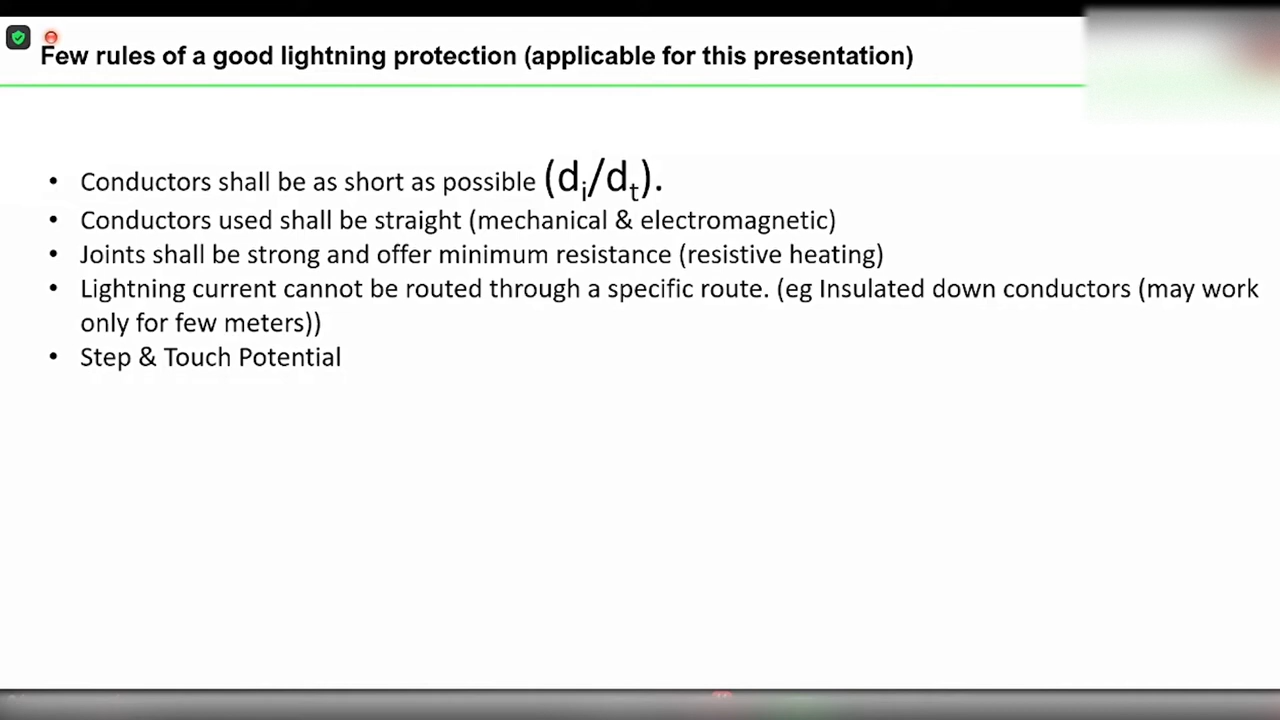 Few rules of a good lightning protection (applicable for this presentation)
• Conductors shall be as short as possible (di/dt).
• Conductors used shall be straight (mechanical & electromagnetic)
• Joints shall be strong and offer minimum resistance (resistive heating)
• Lightning current cannot be routed through a specific route. (eg Insulated down conductors (may work
only for few meters))
• Step & Touch Potential